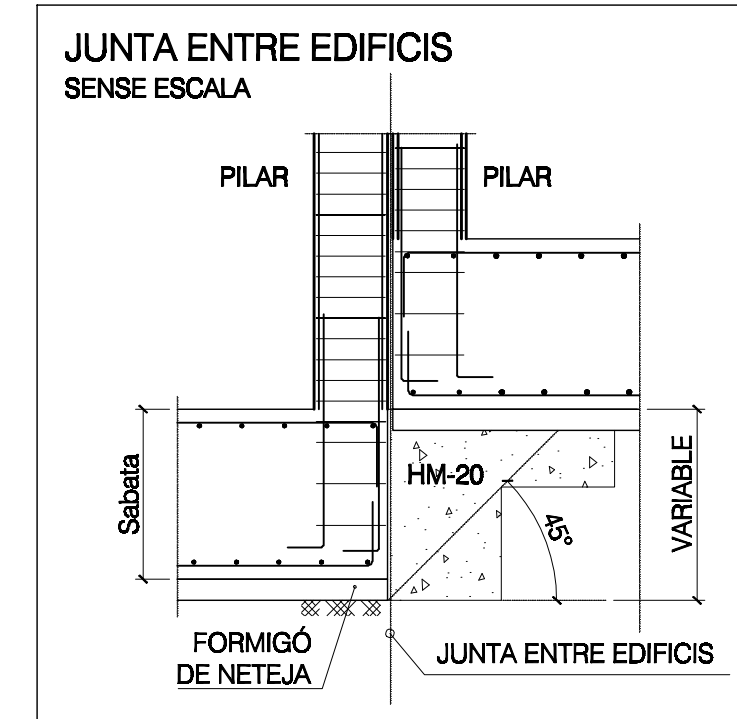 JUNTA ENTRE EDIFICIS
SENSE ESCALA
PILAR
PILAR
Sabata
HM-20
45°
VARIABLE
FORMIGÓ
DE NETEJA
JUNTA ENTRE EDIFICIS